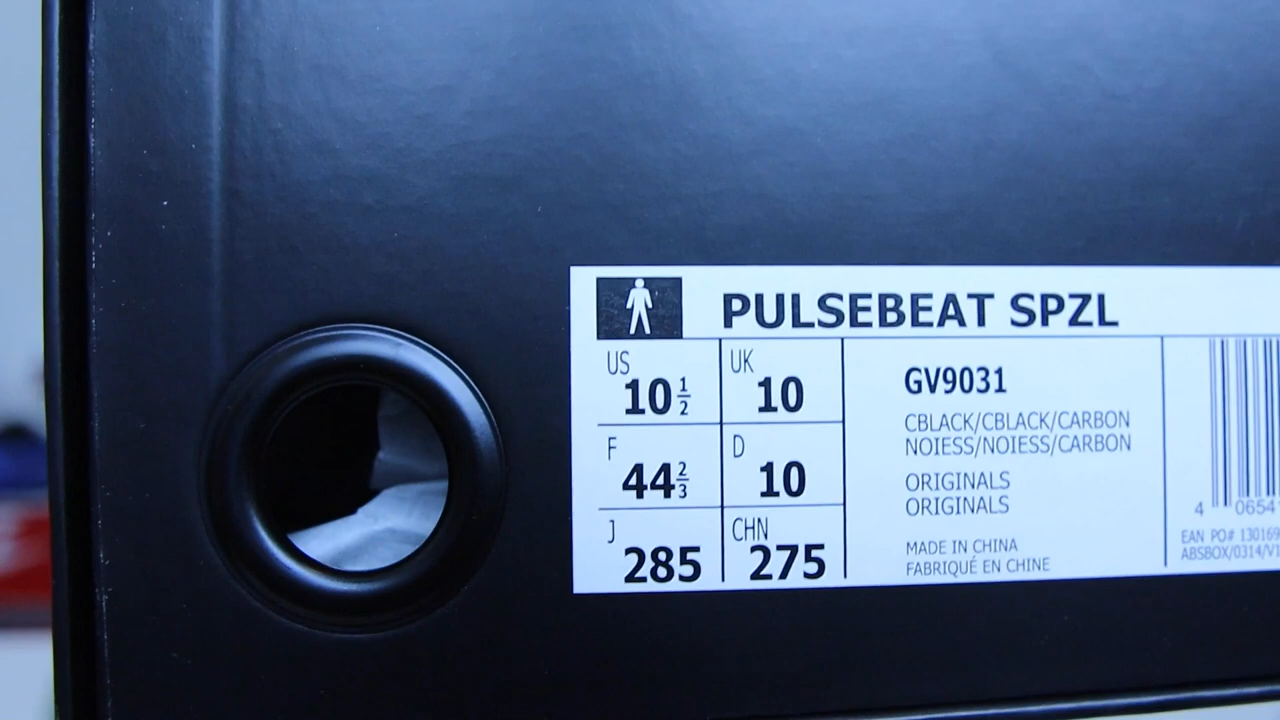 PULSEBEAT SPZL
US 10 1/2
UK 10
F 44 2/3
D 10
J 285
CHN 275
GV9031
CBLACK/CBLACK/CARBON
NOIESS/NOIESS/CARBON
ORIGINALS
ORIGINALS
MADE IN CHINA
FABRIQUÉ EN CHINE
4 0654
EAN PO# 130169
ABSBOX/0314/V1